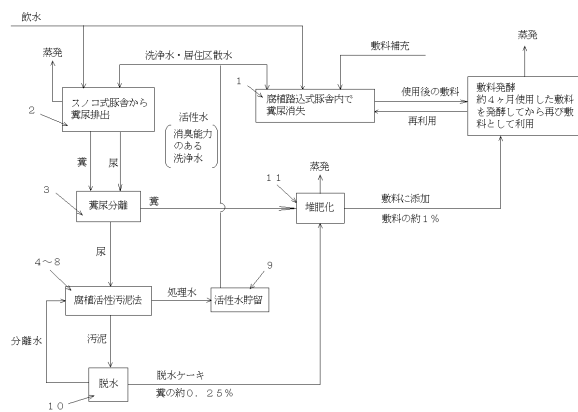 飲水
蒸発
洗浄水・居住区散水
敷料補充
蒸発
1
スノコ式豚舎から
糞尿排出
2
腐植踏込式豚舎内で
糞尿消失
使用後の敷料
再利用
敷料発酵
約4ヶ月使用した敷料
を発酵してから再び敷
料として利用
活性水
消臭能力
のある
洗浄水
糞
尿
3
糞尿分離
糞
11
蒸発
堆肥化
敷料に添加
敷料の約1%
尿
4～8
腐植活性汚泥法
処理水
9
活性水貯留
分離水
汚泥
脱水
10
脱水ケーキ
糞の約0.25%